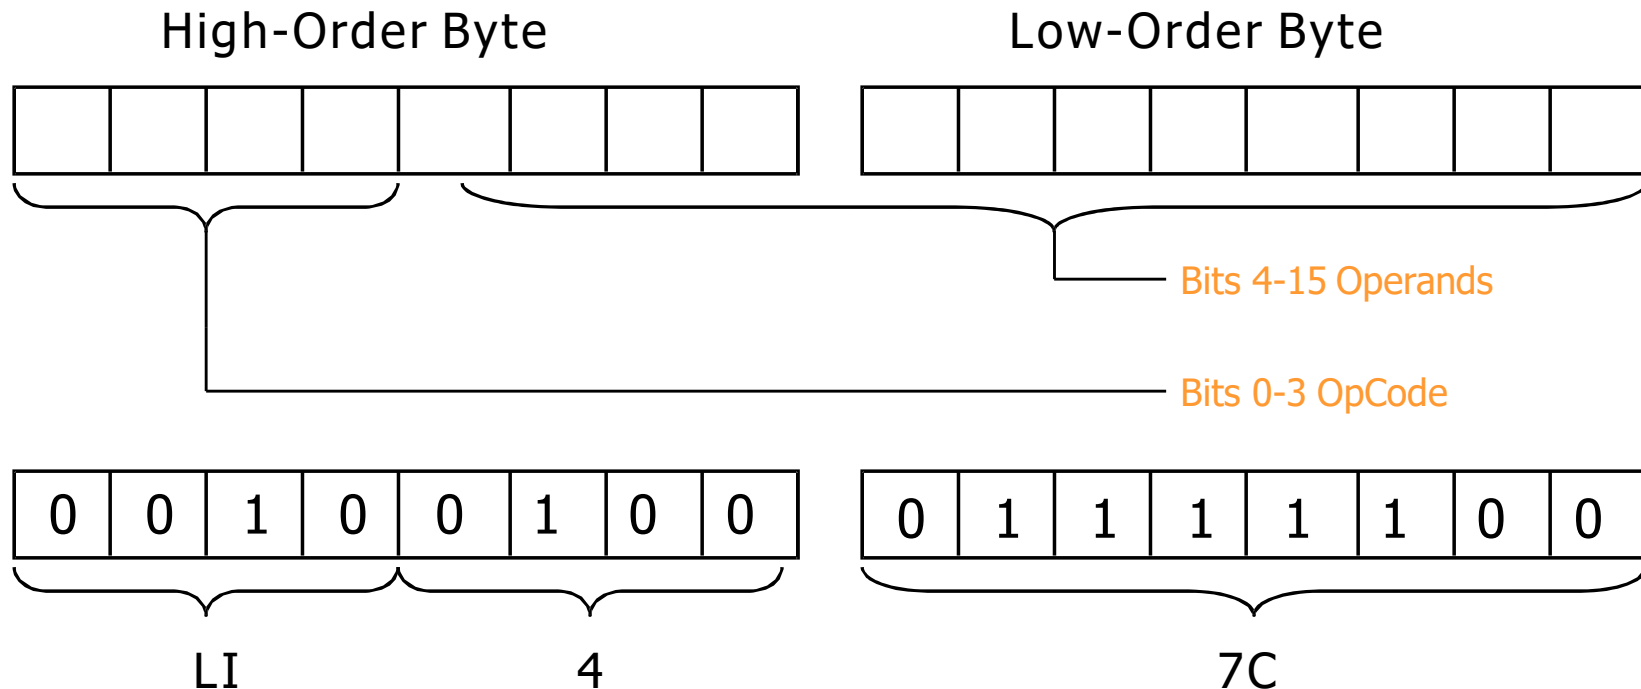 High-Order Byte Low-Order Byte
Bits 4-15 Operands
Bits 0-3 OpCode
0 0 1 0 0 1 0 0 0 1 1 1 1 1 0 0
LI 4 7C